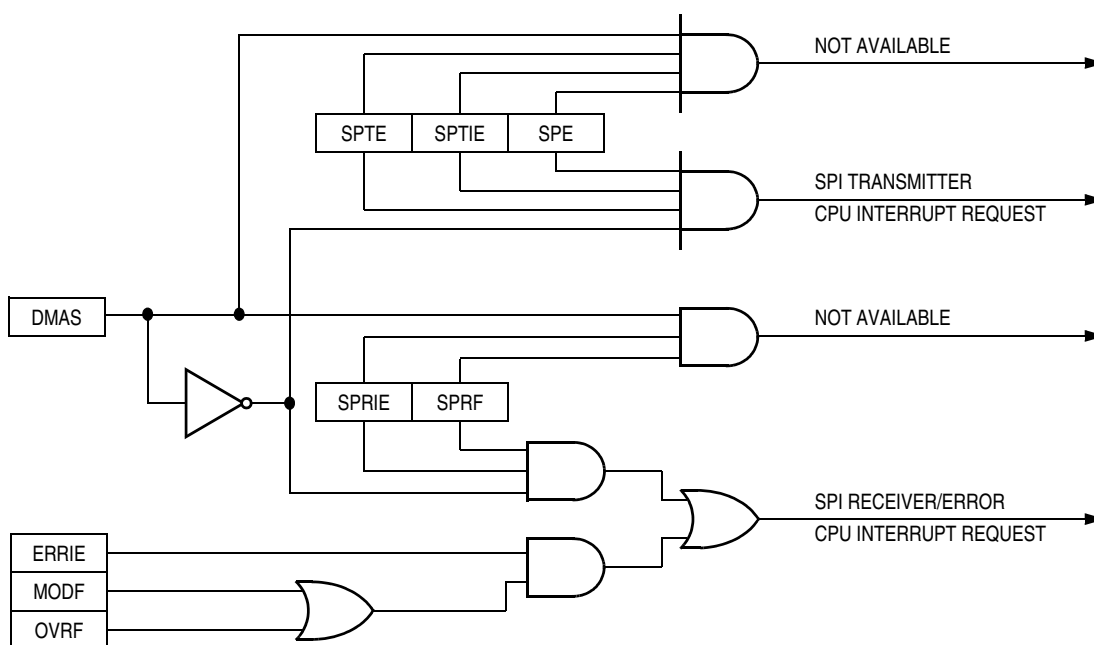 NOT AVAILABLE
SPTE SPTIE SPE
SPI TRANSMITTER
CPU INTERRUPT REQUEST
DMAS
NOT AVAILABLE
SPRIE SPRF
SPI RECEIVER/ERROR
CPU INTERRUPT REQUEST
ERRIE
MODF
OVRF